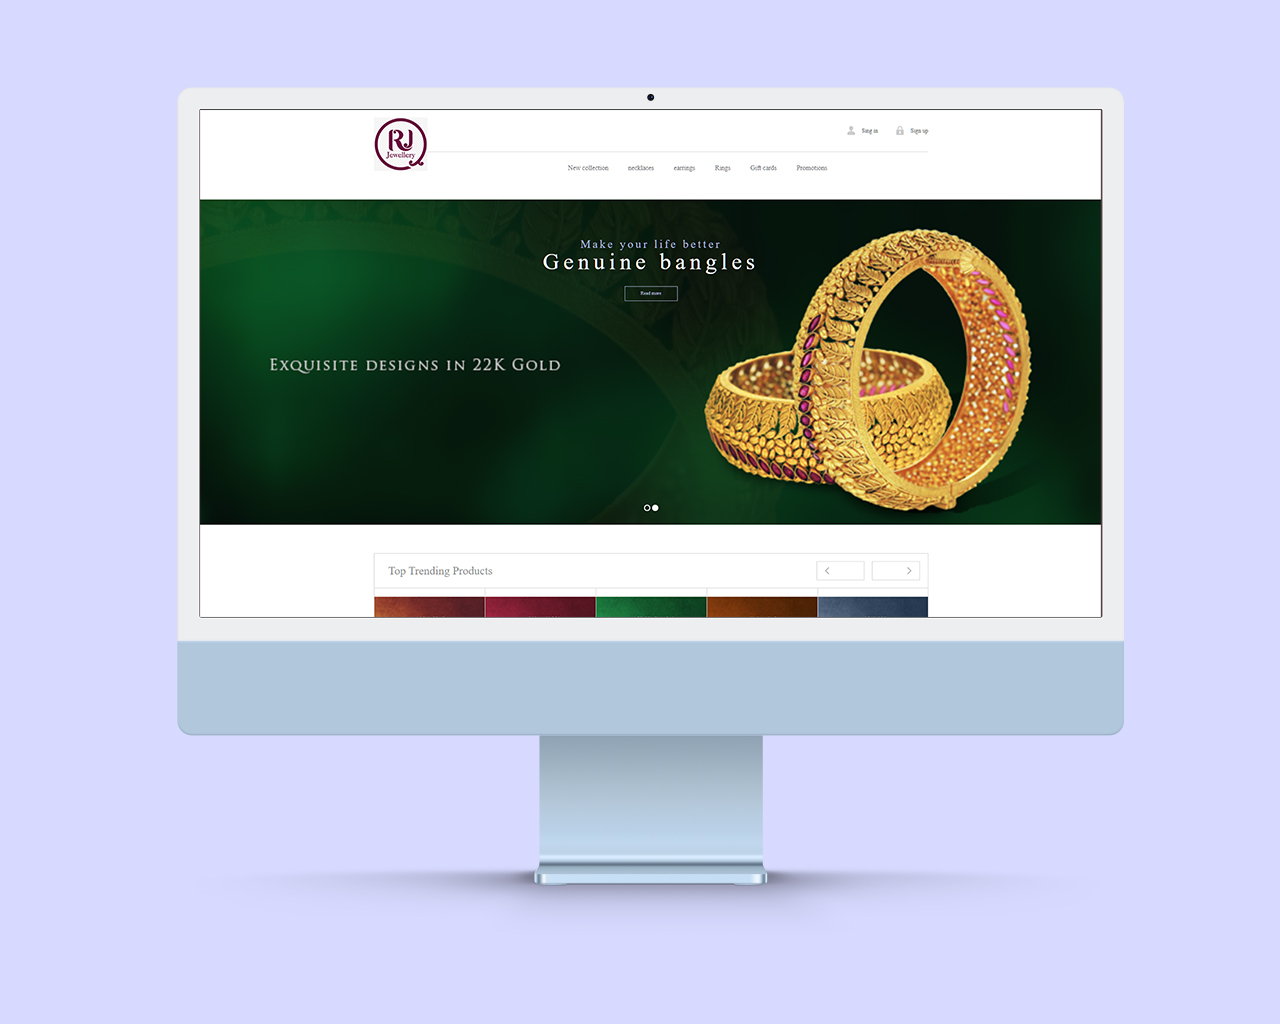 RJ
Jewellery
Sing in
Sign up
New collection
necklaces
earrings
Rings
Gift cards
Promotions
Make your life better
Genuine bangles
Read more
Exquisite designs in 22K Gold
Top Trending Products